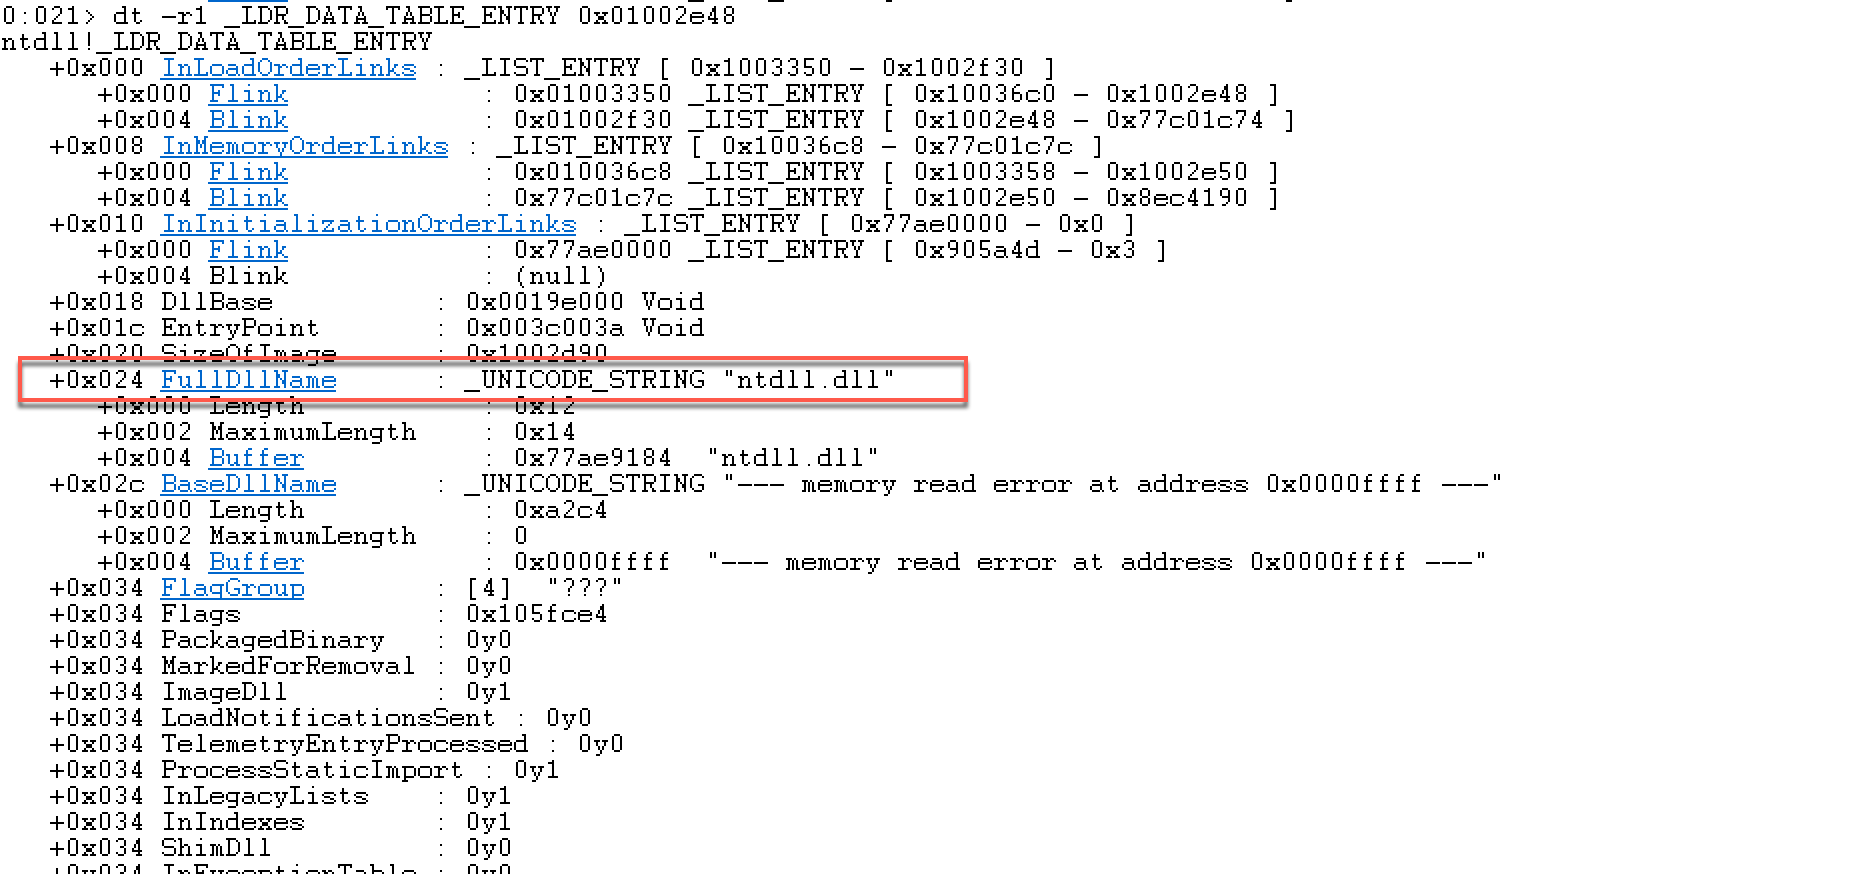 0:021> dt -r1 _LDR_DATA_TABLE_ENTRY 0x01002e48
ntdll!_LDR_DATA_TABLE_ENTRY
+0x000 InLoadOrderLinks : _LIST_ENTRY [ 0x1003350 - 0x1002f30 ]
+0x000 Flink : 0x01003350 _LIST_ENTRY [ 0x10036c0 - 0x1002e48 ]
+0x004 Blink : 0x01002f30 _LIST_ENTRY [ 0x1002e48 - 0x77c01c74 ]
+0x008 InMemoryOrderLinks : _LIST_ENTRY [ 0x10036c8 - 0x77c01c7c ]
+0x000 Flink : 0x010036c8 _LIST_ENTRY [ 0x1003358 - 0x1002e50 ]
+0x004 Blink : 0x77c01c7c _LIST_ENTRY [ 0x1002e50 - 0x8ec4190 ]
+0x010 InInitializationOrderLinks : _LIST_ENTRY [ 0x77ae0000 - 0x0 ]
+0x000 Flink : 0x77ae0000 _LIST_ENTRY [ 0x905a4d - 0x3 ]
+0x004 Blink : (null)
+0x018 DllBase : 0x0019e000 Void
+0x01c EntryPoint : 0x003c003a Void
+0x020 SizeOfImage : 0x1002d90
+0x024 FullDllName : _UNICODE_STRING "ntdll.dll"
+0x000 Length : 0x12
+0x002 MaximumLength : 0x14
+0x004 Buffer : 0x77ae9184 "ntdll.dll"
+0x02c BaseDllName : _UNICODE_STRING "--- memory read error at address 0x0000ffff ---"
+0x000 Length : 0xa2c4
+0x002 MaximumLength : 0
+0x004 Buffer : 0x0000ffff "--- memory read error at address 0x0000ffff ---"
+0x034 FlagGroup : [4] "???"
+0x034 Flags : 0x105fce4
+0x034 PackagedBinary : 0y0
+0x034 MarkedForRemoval : 0y0
+0x034 ImageDll : 0y1
+0x034 LoadNotificationsSent : 0y0
+0x034 TelemetryEntryProcessed : 0y0
+0x034 ProcessStaticImport : 0y1
+0x034 InLegacyLists : 0y1
+0x034 InIndexes : 0y1
+0x034 ShimDll : 0y0
+0x034 InExceptionTable : 0y0